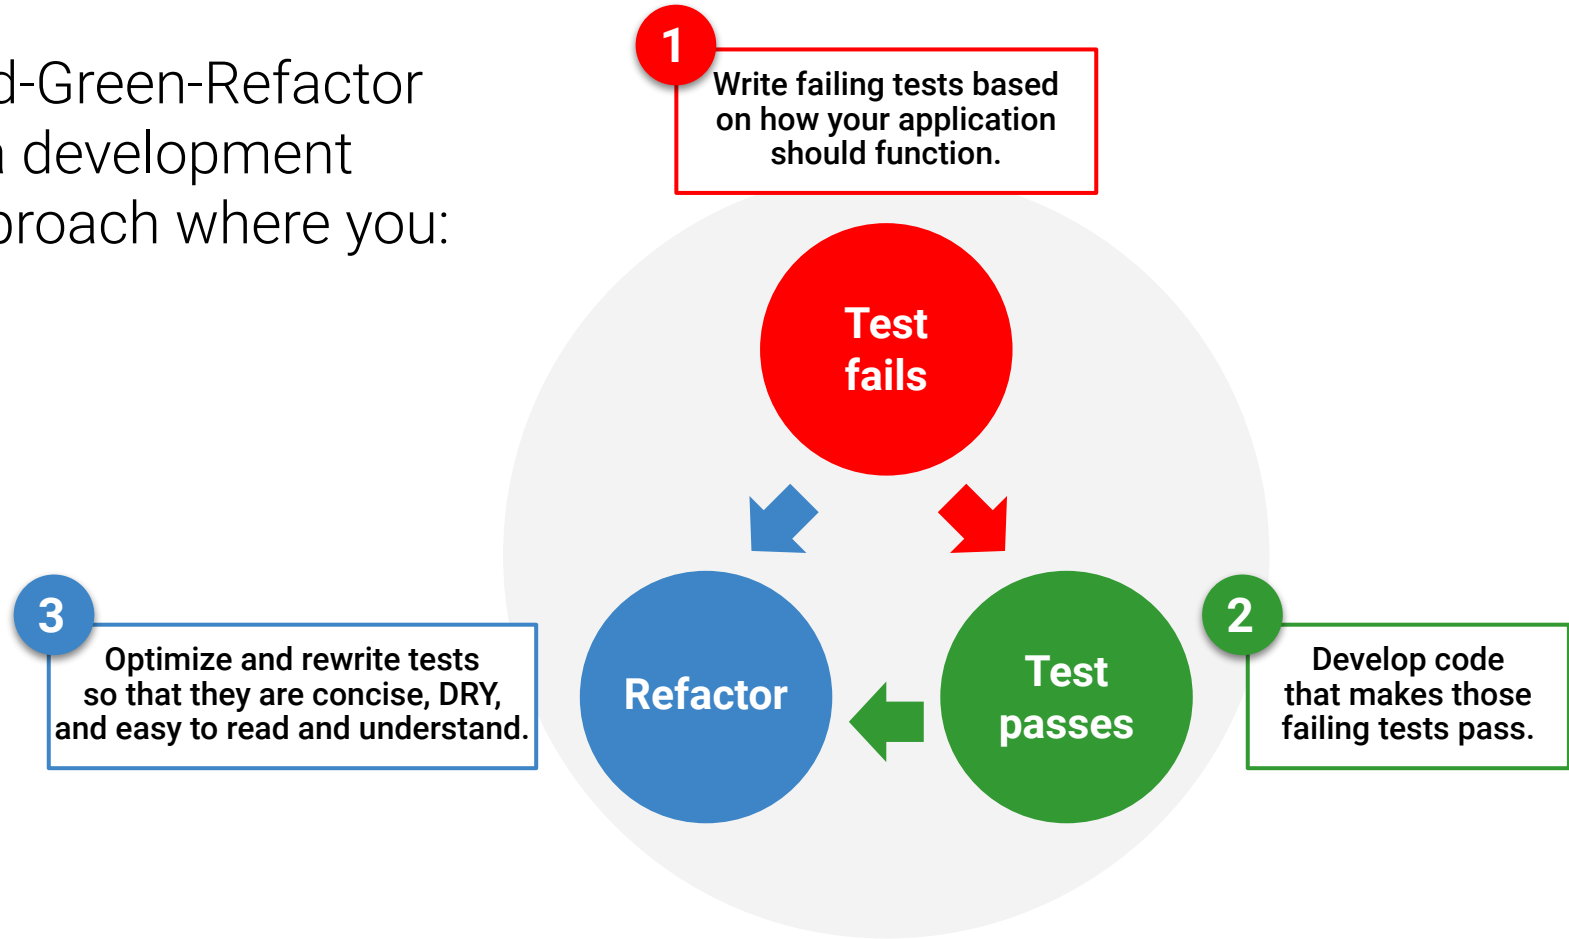 d-Green-Refactor
a development
proach where you:
1
Write failing tests based
on how your application
should function.
Test
fails
3
Optimize and rewrite tests
so that they are concise, DRY,
and easy to read and understand.
Refactor
Test
passes
2
Develop code
that makes those
failing tests pass.